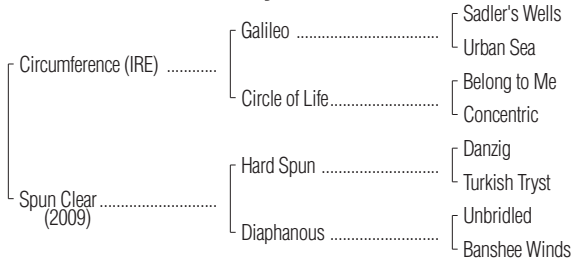 Sadler's Wells
Galileo ........................
Urban Sea
Circumference (IRE) ............
Belong to Me
Circle of Life........................
Concentric
Danzig
Hard Spun ........................
Turkish Tryst
Spun Clear ........................
(2009)
Unbridled
Diaphanous ........................
Banshee Winds